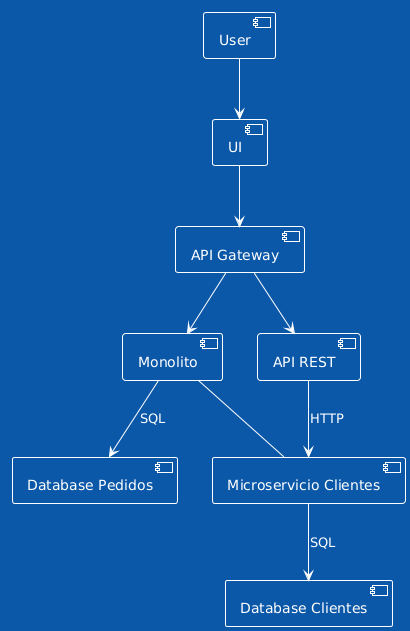 User
UI
API Gateway
Monolito
API REST
SQL
HTTP
Database Pedidos
Microservicio Clientes
SQL
Database Clientes